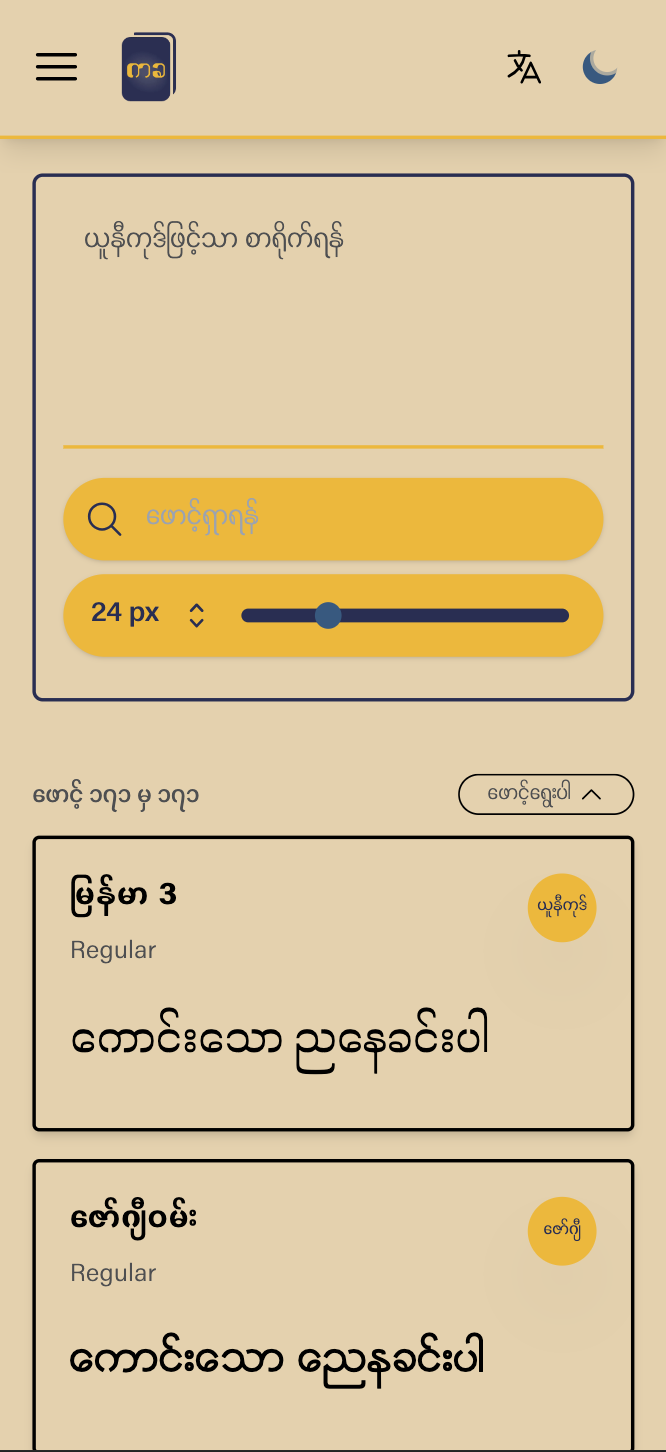 ကခ
ယူနီကုဒ်ဖြင့်သာ စာရိုက်ရန်
ဖောင့်ရှာရန်
24 px
ဖောင့် ၁၇၁ မှ ၁၇၁
ဖောင့်ရွေးပါ
မြန်မာ 3
ယူနီကုဒ်
Regular
ကောင်းသော ညနေခင်းပါ
ဇော်ဂျီဝမ်း
ဇော်ဂျီ
Regular
ကောင်းသော ညေနခင်းပါ